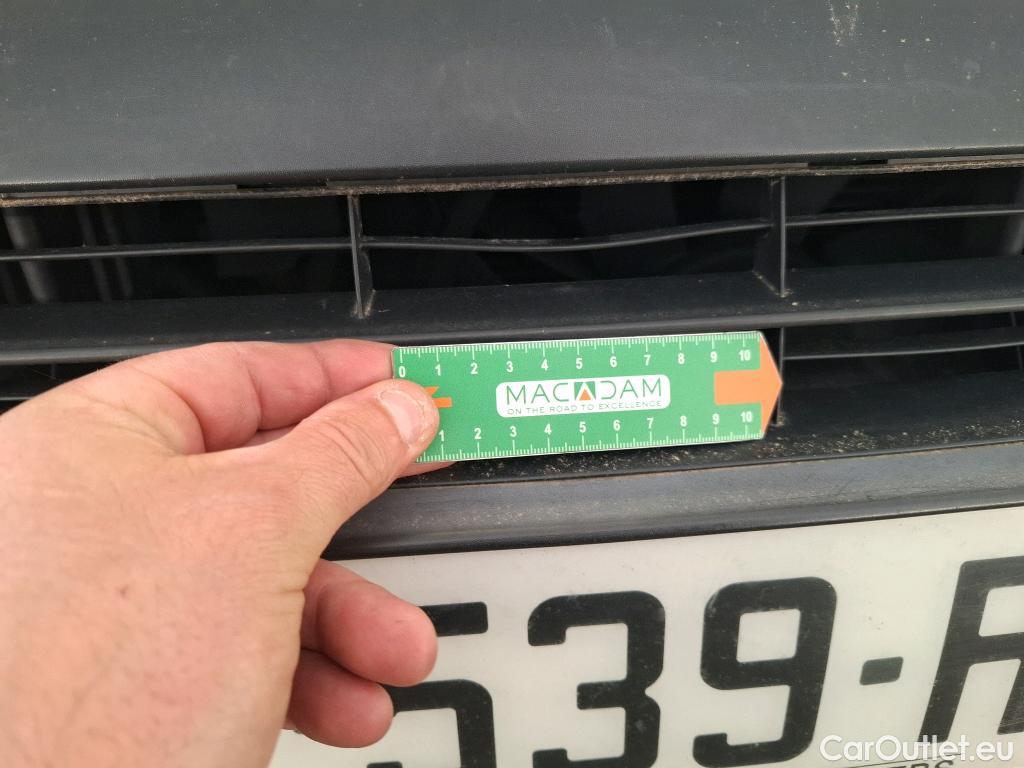 0 1 2 3 4 5 6 7 8 9 10
MACADAM
ON THE ROAD TO EXCELLENCE
1 2 3 4 5 6 7 8 9 10
539-
CarOutlet.eu